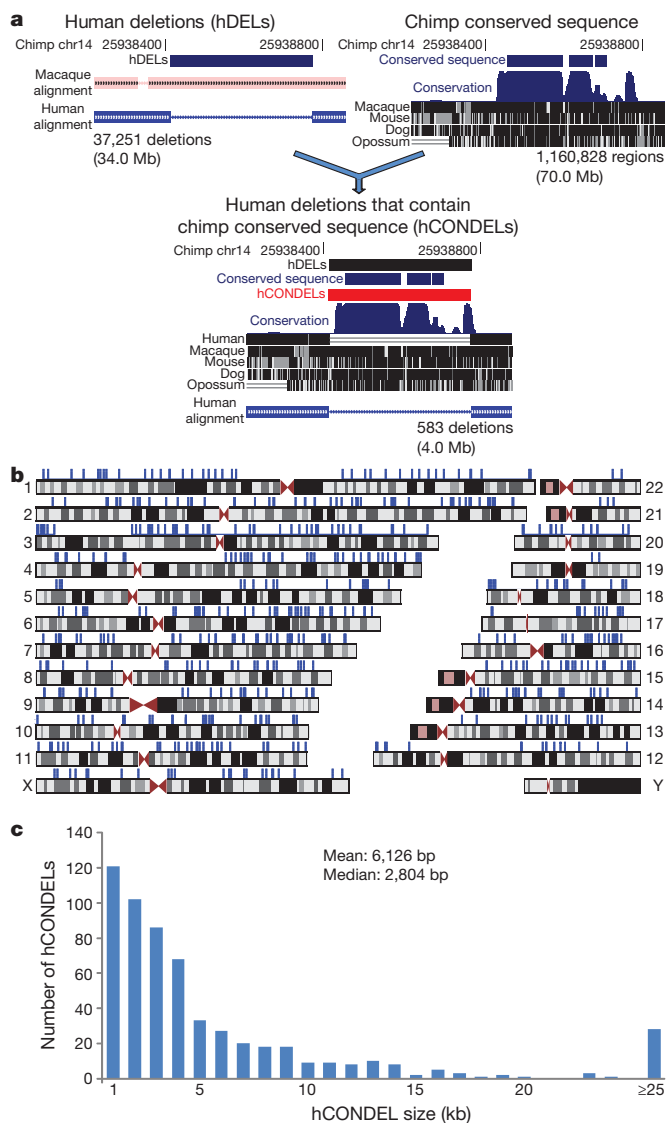 a
Human deletions (hDELs)
Chimp chr14 25938400 25938800
hDELs
Macaque alignment
Human alignment
37,251 deletions
(34.0 Mb)
Chimp conserved sequence
Chimp chr14 25938400 25938800
Conserved sequence
Conservation
Macaque
Mouse
Dog
Opossum
1,160,828 regions
(70.0 Mb)
Human deletions that contain
chimp conserved sequence (hCONDELs)
Chimp chr14 25938400 25938800
hDELs
Conserved sequence
hCONDELs
Conservation
Human
Macaque
Mouse
Dog
Opossum
Human alignment
583 deletions
(4.0 Mb)
b
1 22
2 21
3 20
4 19
5 18
6 17
7 16
8 15
9 14
10 13
11 12
X Y
c
Mean: 6,126 bp
Median: 2,804 bp
Number of hCONDELs
140
120
100
80
60
40
20
0
1 5 10 15 20 ≥25
hCONDEL size (kb)